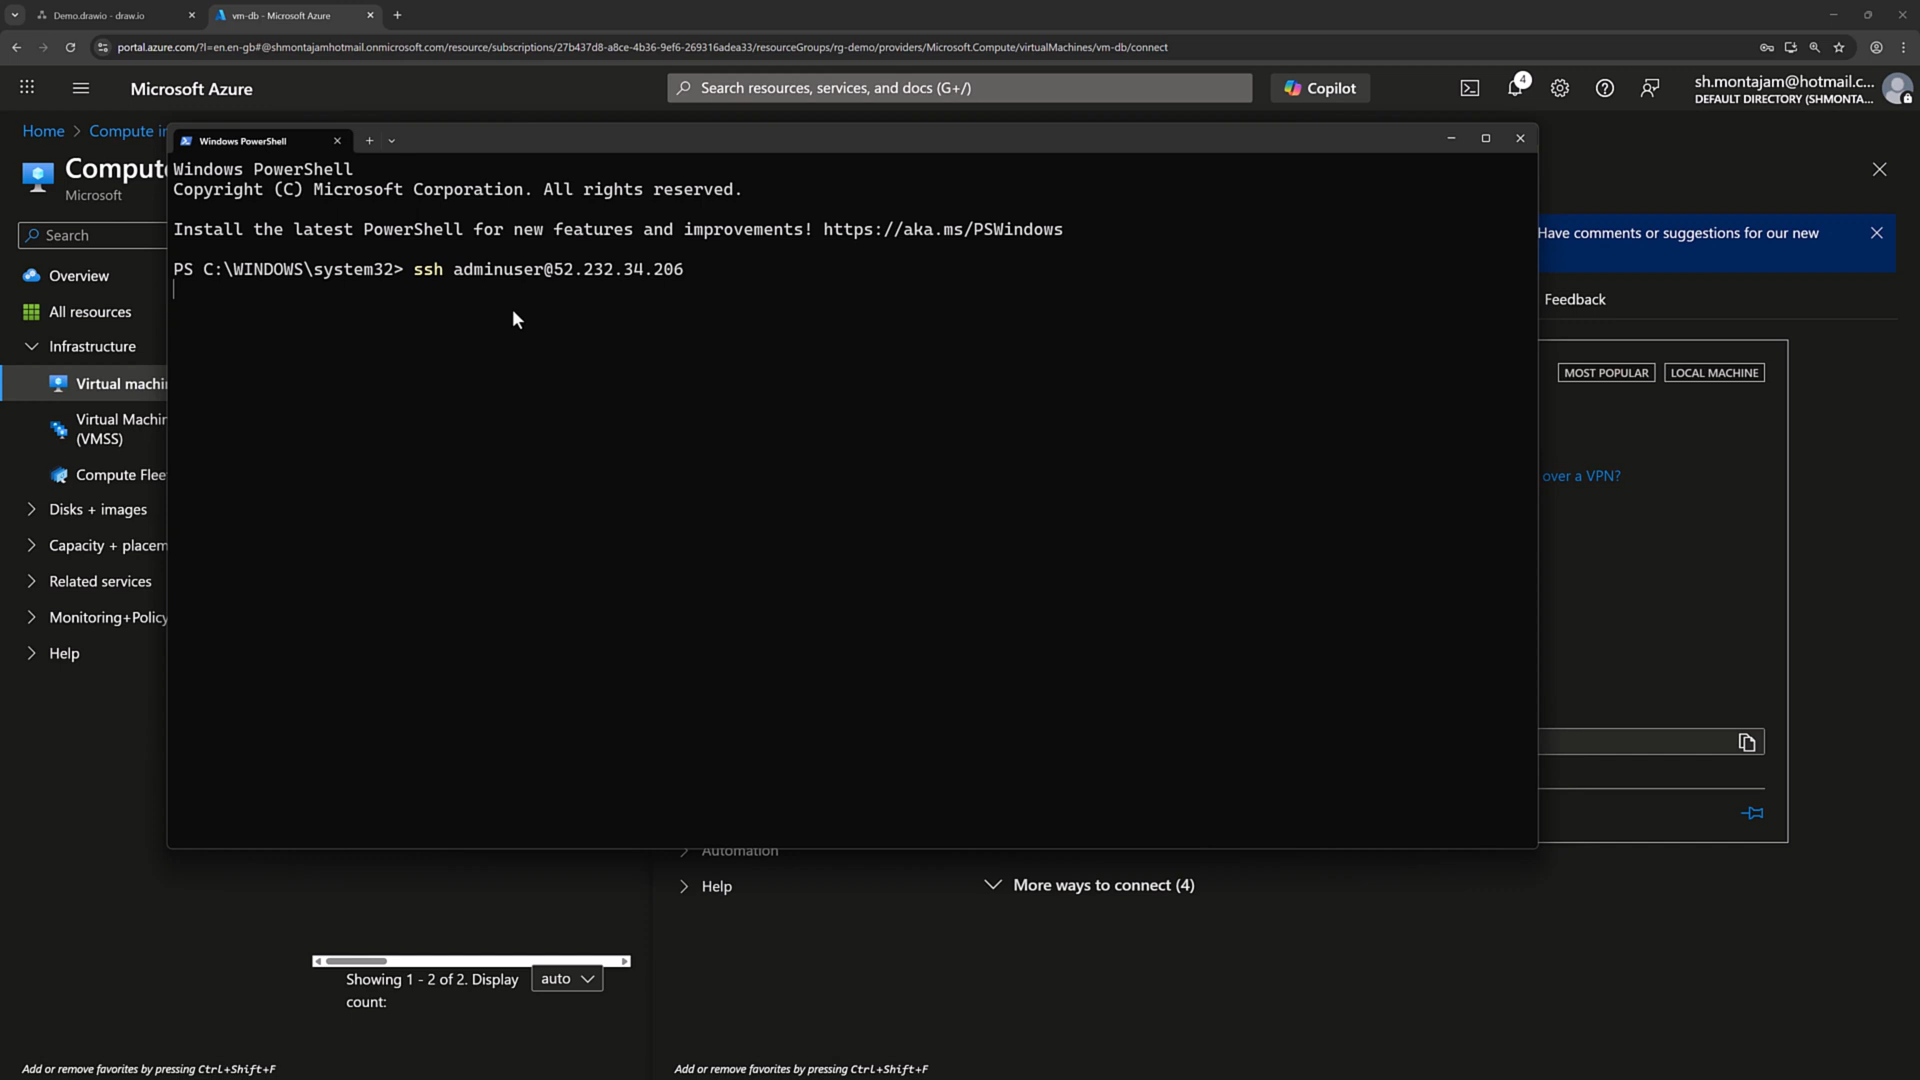 Demo.drawio - draw.io
vm-db - Microsoft Azure
portal.azure.com/?l=en.en-gb#@shmontajamhotmail.onmicrosoft.com/resource/subscriptions/27b437d8-a8ce-4b36-9ef6-269316adea33/resourceGroups/rg-demo/providers/Microsoft.Compute/virtualMachines/vm-db/connect
Microsoft Azure
Search resources, services, and docs (G+/)
Copilot
4
sh.montajam@hotmail.c...
DEFAULT DIRECTORY (SHMONTA...
Home > Compute in
Compute
Microsoft
Search
Overview
All resources
Infrastructure
Virtual machin
Virtual Machin
(VMSS)
Compute Flee
Disks + images
Capacity + placem
Related services
Monitoring+Policy
Help
Windows PowerShell
Windows PowerShell
Copyright (C) Microsoft Corporation. All rights reserved.
Install the latest PowerShell for new features and improvements! https://aka.ms/PSWindows
PS C:\WINDOWS\system32> ssh adminuser@52.232.34.206
Have comments or suggestions for our new
Feedback
MOST POPULAR
LOCAL MACHINE
over a VPN?
Automation
Help
More ways to connect (4)
Showing 1 - 2 of 2. Display
count:
auto
Add or remove favorites by pressing Ctrl+Shift+F
Add or remove favorites by pressing Ctrl+Shift+F